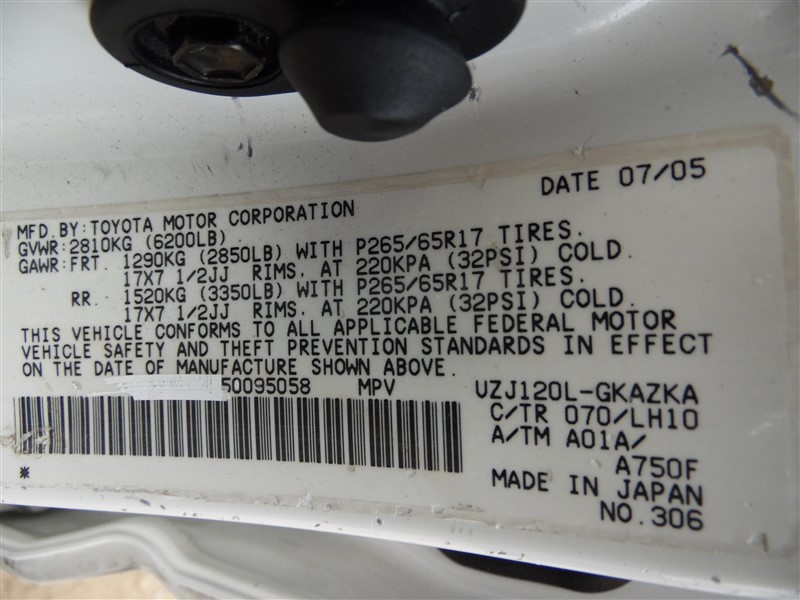 DATE 07/05
MFD.BY:TOYOTA MOTOR CORPORATION
GVWR:2810KG (6200LB)
GAWR:FRT. 1290KG (2850LB) WITH P265/65R17 TIRES.
17X7 1/2JJ RIMS. AT 220KPA (32PSI) COLD.
RR. 1520KG (3350LB) WITH P265/65R17 TIRES.
17X7 1/2JJ RIMS. AT 220KPA (32PSI) COLD.
THIS VEHICLE CONFORMS TO ALL APPLICABLE FEDERAL MOTOR
VEHICLE SAFETY AND THEFT PREVENTION STANDARDS IN EFFECT
ON THE DATE OF MANUFACTURE SHOWN ABOVE.
50095058 MPV UZJ120L-GKAZKA
C/TR 070/LH10
A/TM A01A/
A750F
* MADE IN JAPAN
NO.306